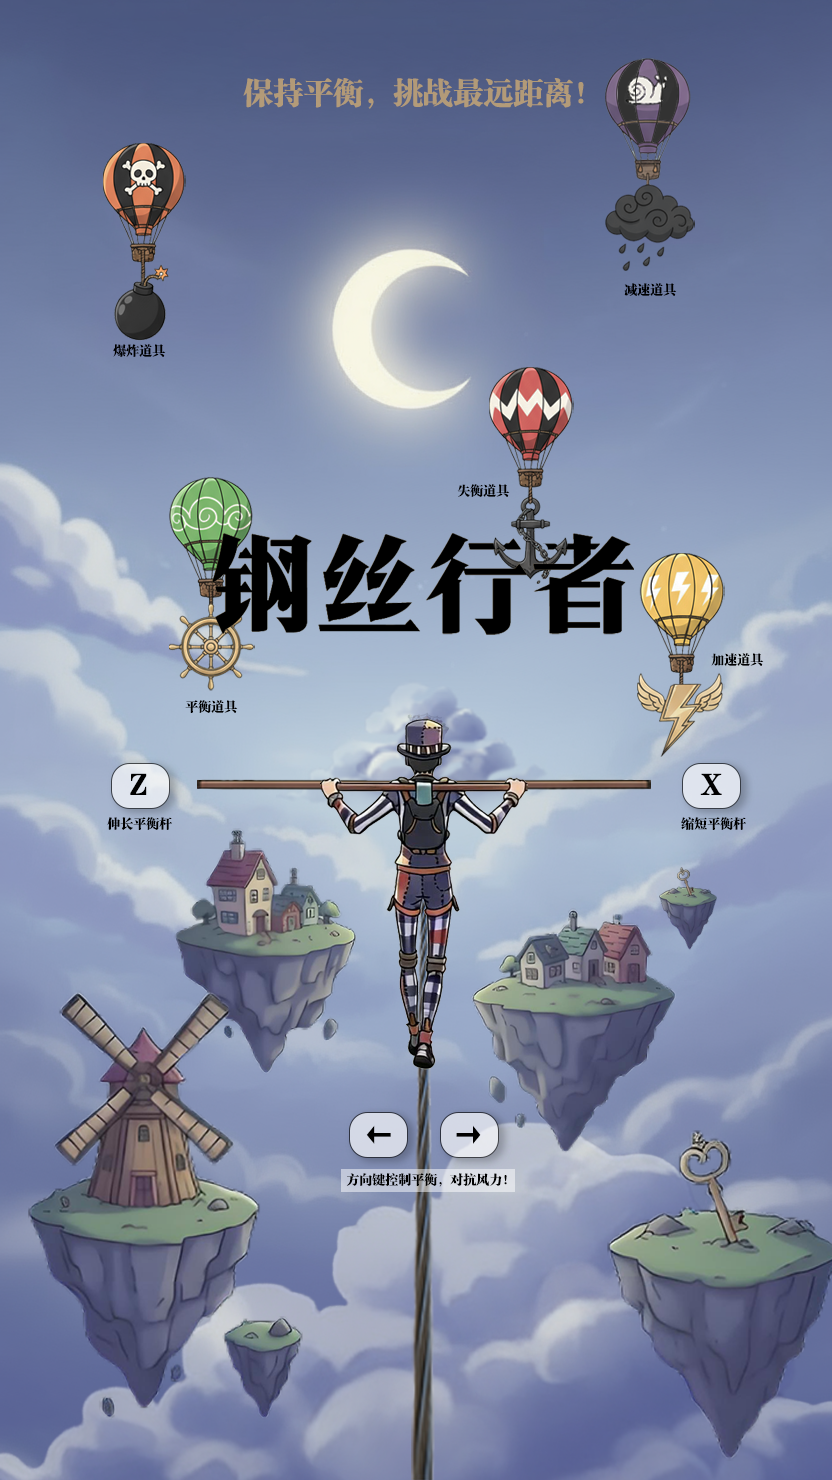 保持平衡，挑战最远距离！
减速道具
爆炸道具
失衡道具
钢丝行者
加速道具
平衡道具
Z
X
伸长平衡杆
缩短平衡杆
← →
方向键控制平衡，对抗风力！